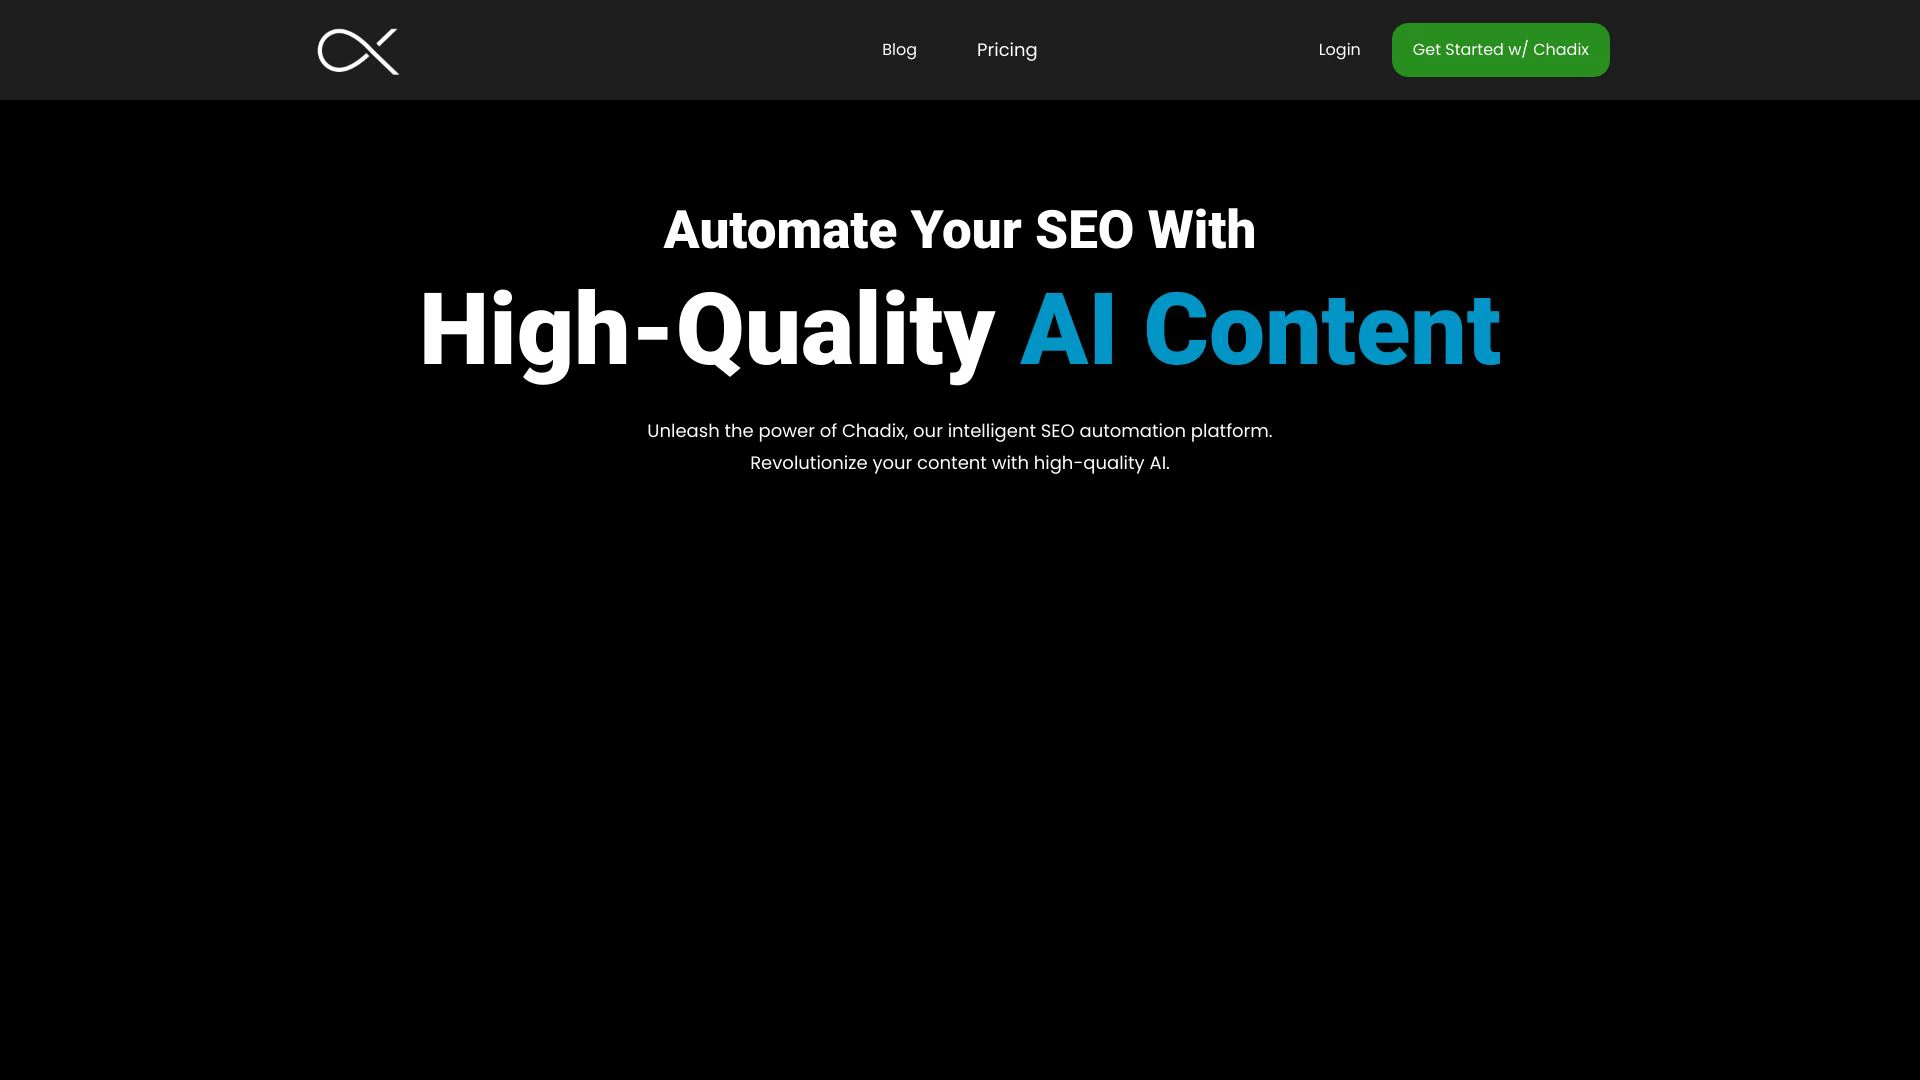 Blog
Pricing
Login
Get Started w/ Chadix
Automate Your SEO With
High-Quality AI Content
Unleash the power of Chadix, our intelligent SEO automation platform.
Revolutionize your content with high-quality AI.